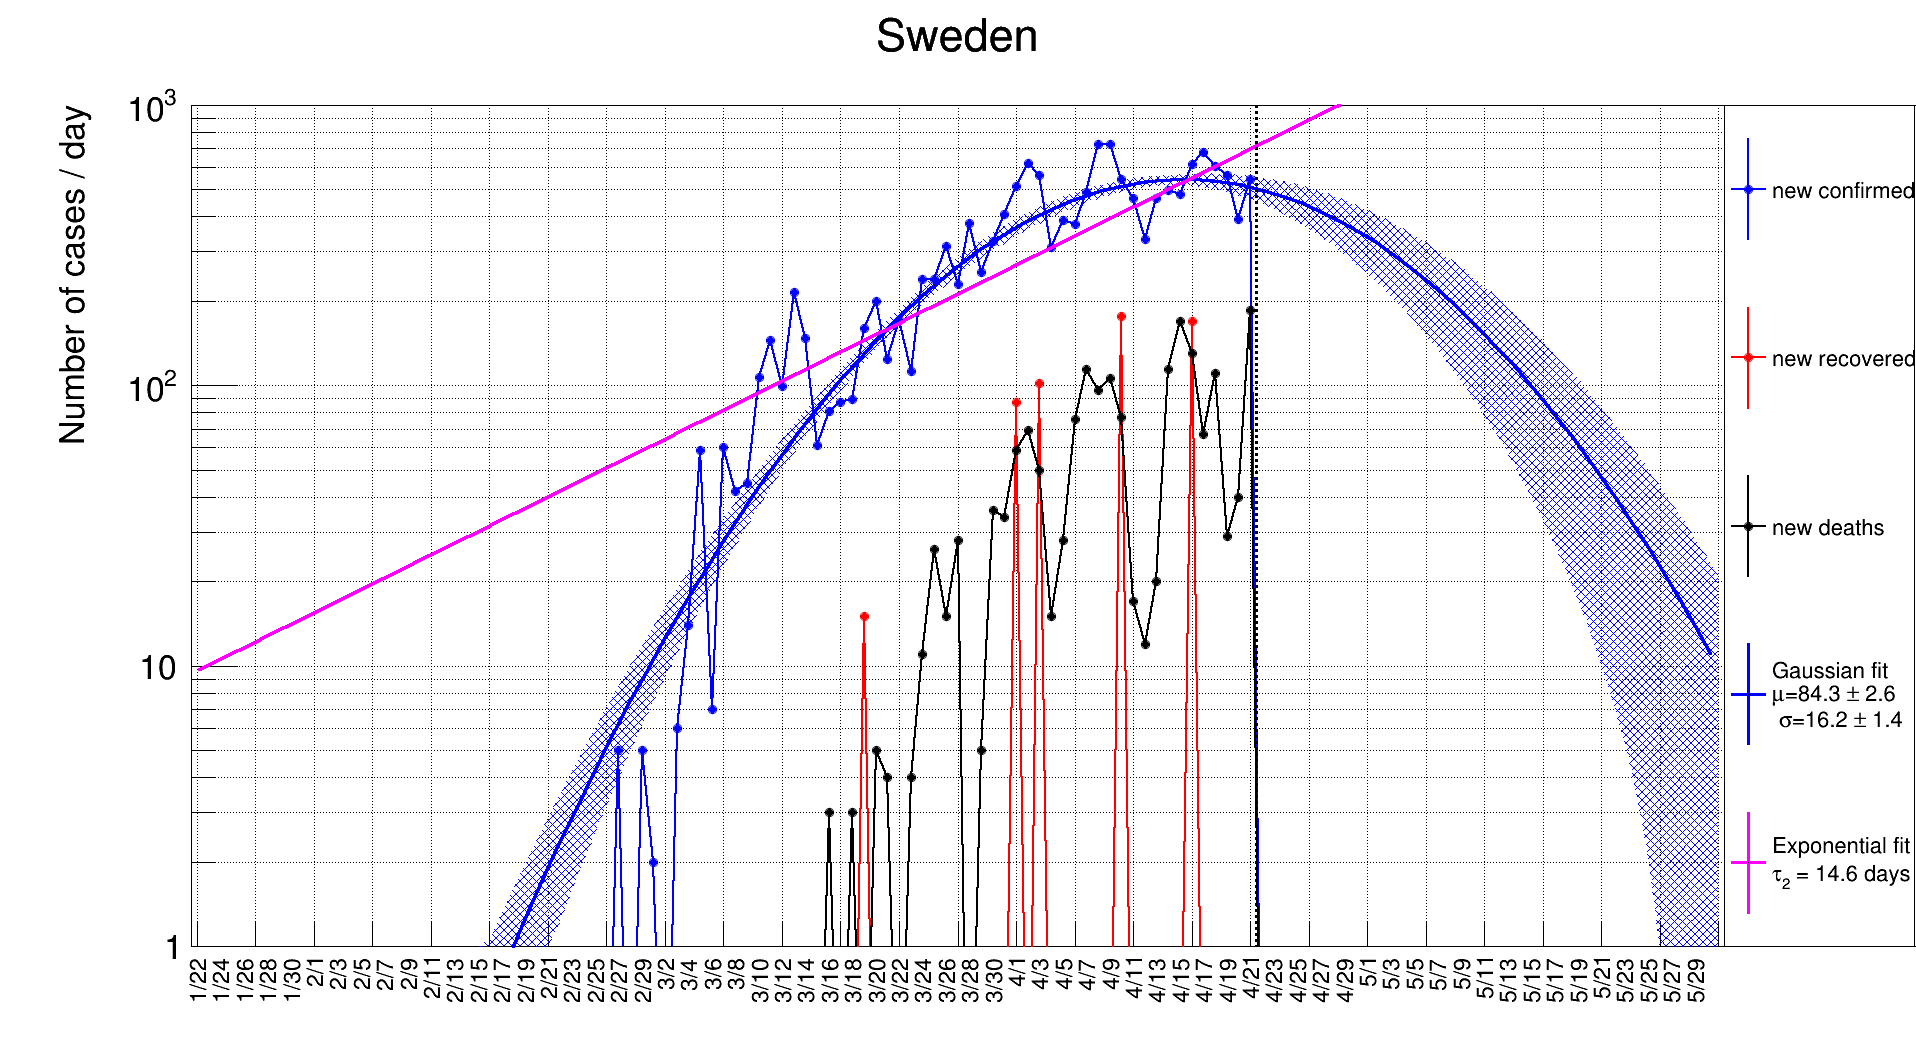 Sweden
Number of cases / day
10³
10²
10
1
1/22 1/24 1/26 1/28 1/30 2/1 2/3 2/5 2/7 2/9 2/11 2/13 2/15 2/17 2/19 2/21 2/23 2/25 2/27 2/29 3/2 3/4 3/6 3/8 3/10 3/12 3/14 3/16 3/18 3/20 3/22 3/24 3/26 3/28 3/30 4/1 4/3 4/5 4/7 4/9 4/11 4/13 4/15 4/17 4/19 4/21 4/23 4/25 4/27 4/29 5/1 5/3 5/5 5/7 5/9 5/11 5/13 5/15 5/17 5/19 5/21 5/23 5/25 5/27 5/29
new confirmed
new recovered
new deaths
Gaussian fit
μ=84.3 ± 2.6
σ=16.2 ± 1.4
Exponential fit
τ₂ = 14.6 days